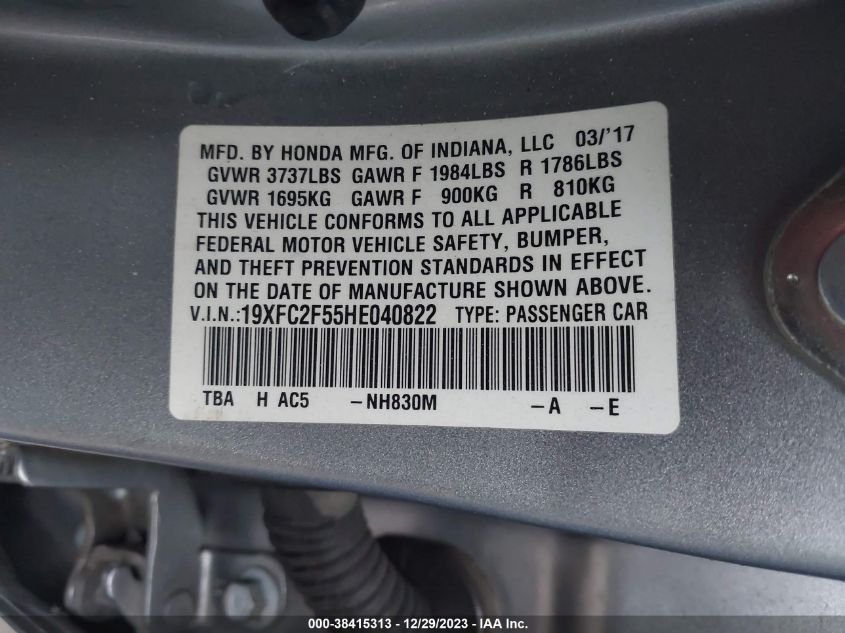 MFD. BY HONDA MFG. OF INDIANA, LLC 03/'17
GVWR 3737LBS GAWR F 1984LBS R 1786LBS
GVWR 1695KG GAWR F 900KG R 810KG
THIS VEHICLE CONFORMS TO ALL APPLICABLE
FEDERAL MOTOR VEHICLE SAFETY, BUMPER,
AND THEFT PREVENTION STANDARDS IN EFFECT
ON THE DATE OF MANUFACTURE SHOWN ABOVE.
V.I.N.:19XFC2F55HE040822 TYPE: PASSENGER CAR
TBA H AC5 –NH830M –A –E
000-38415313 - 12/29/2023 - IAA Inc.